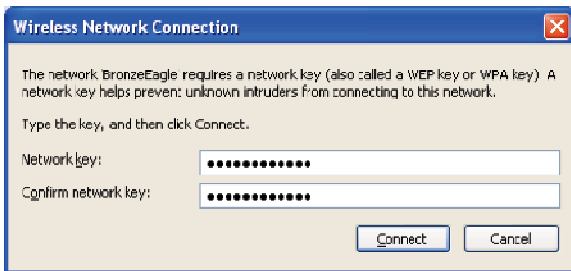 Wireless Network Connection
The network 'BronzeEagle' requires a network key (also called a WEP key or WPA key). A
network key helps prevent unknown intruders from connecting to this network.
Type the key, and then click Connect.
Network key: ••••••••••••
Confirm network key: ••••••••••••
Connect Cancel